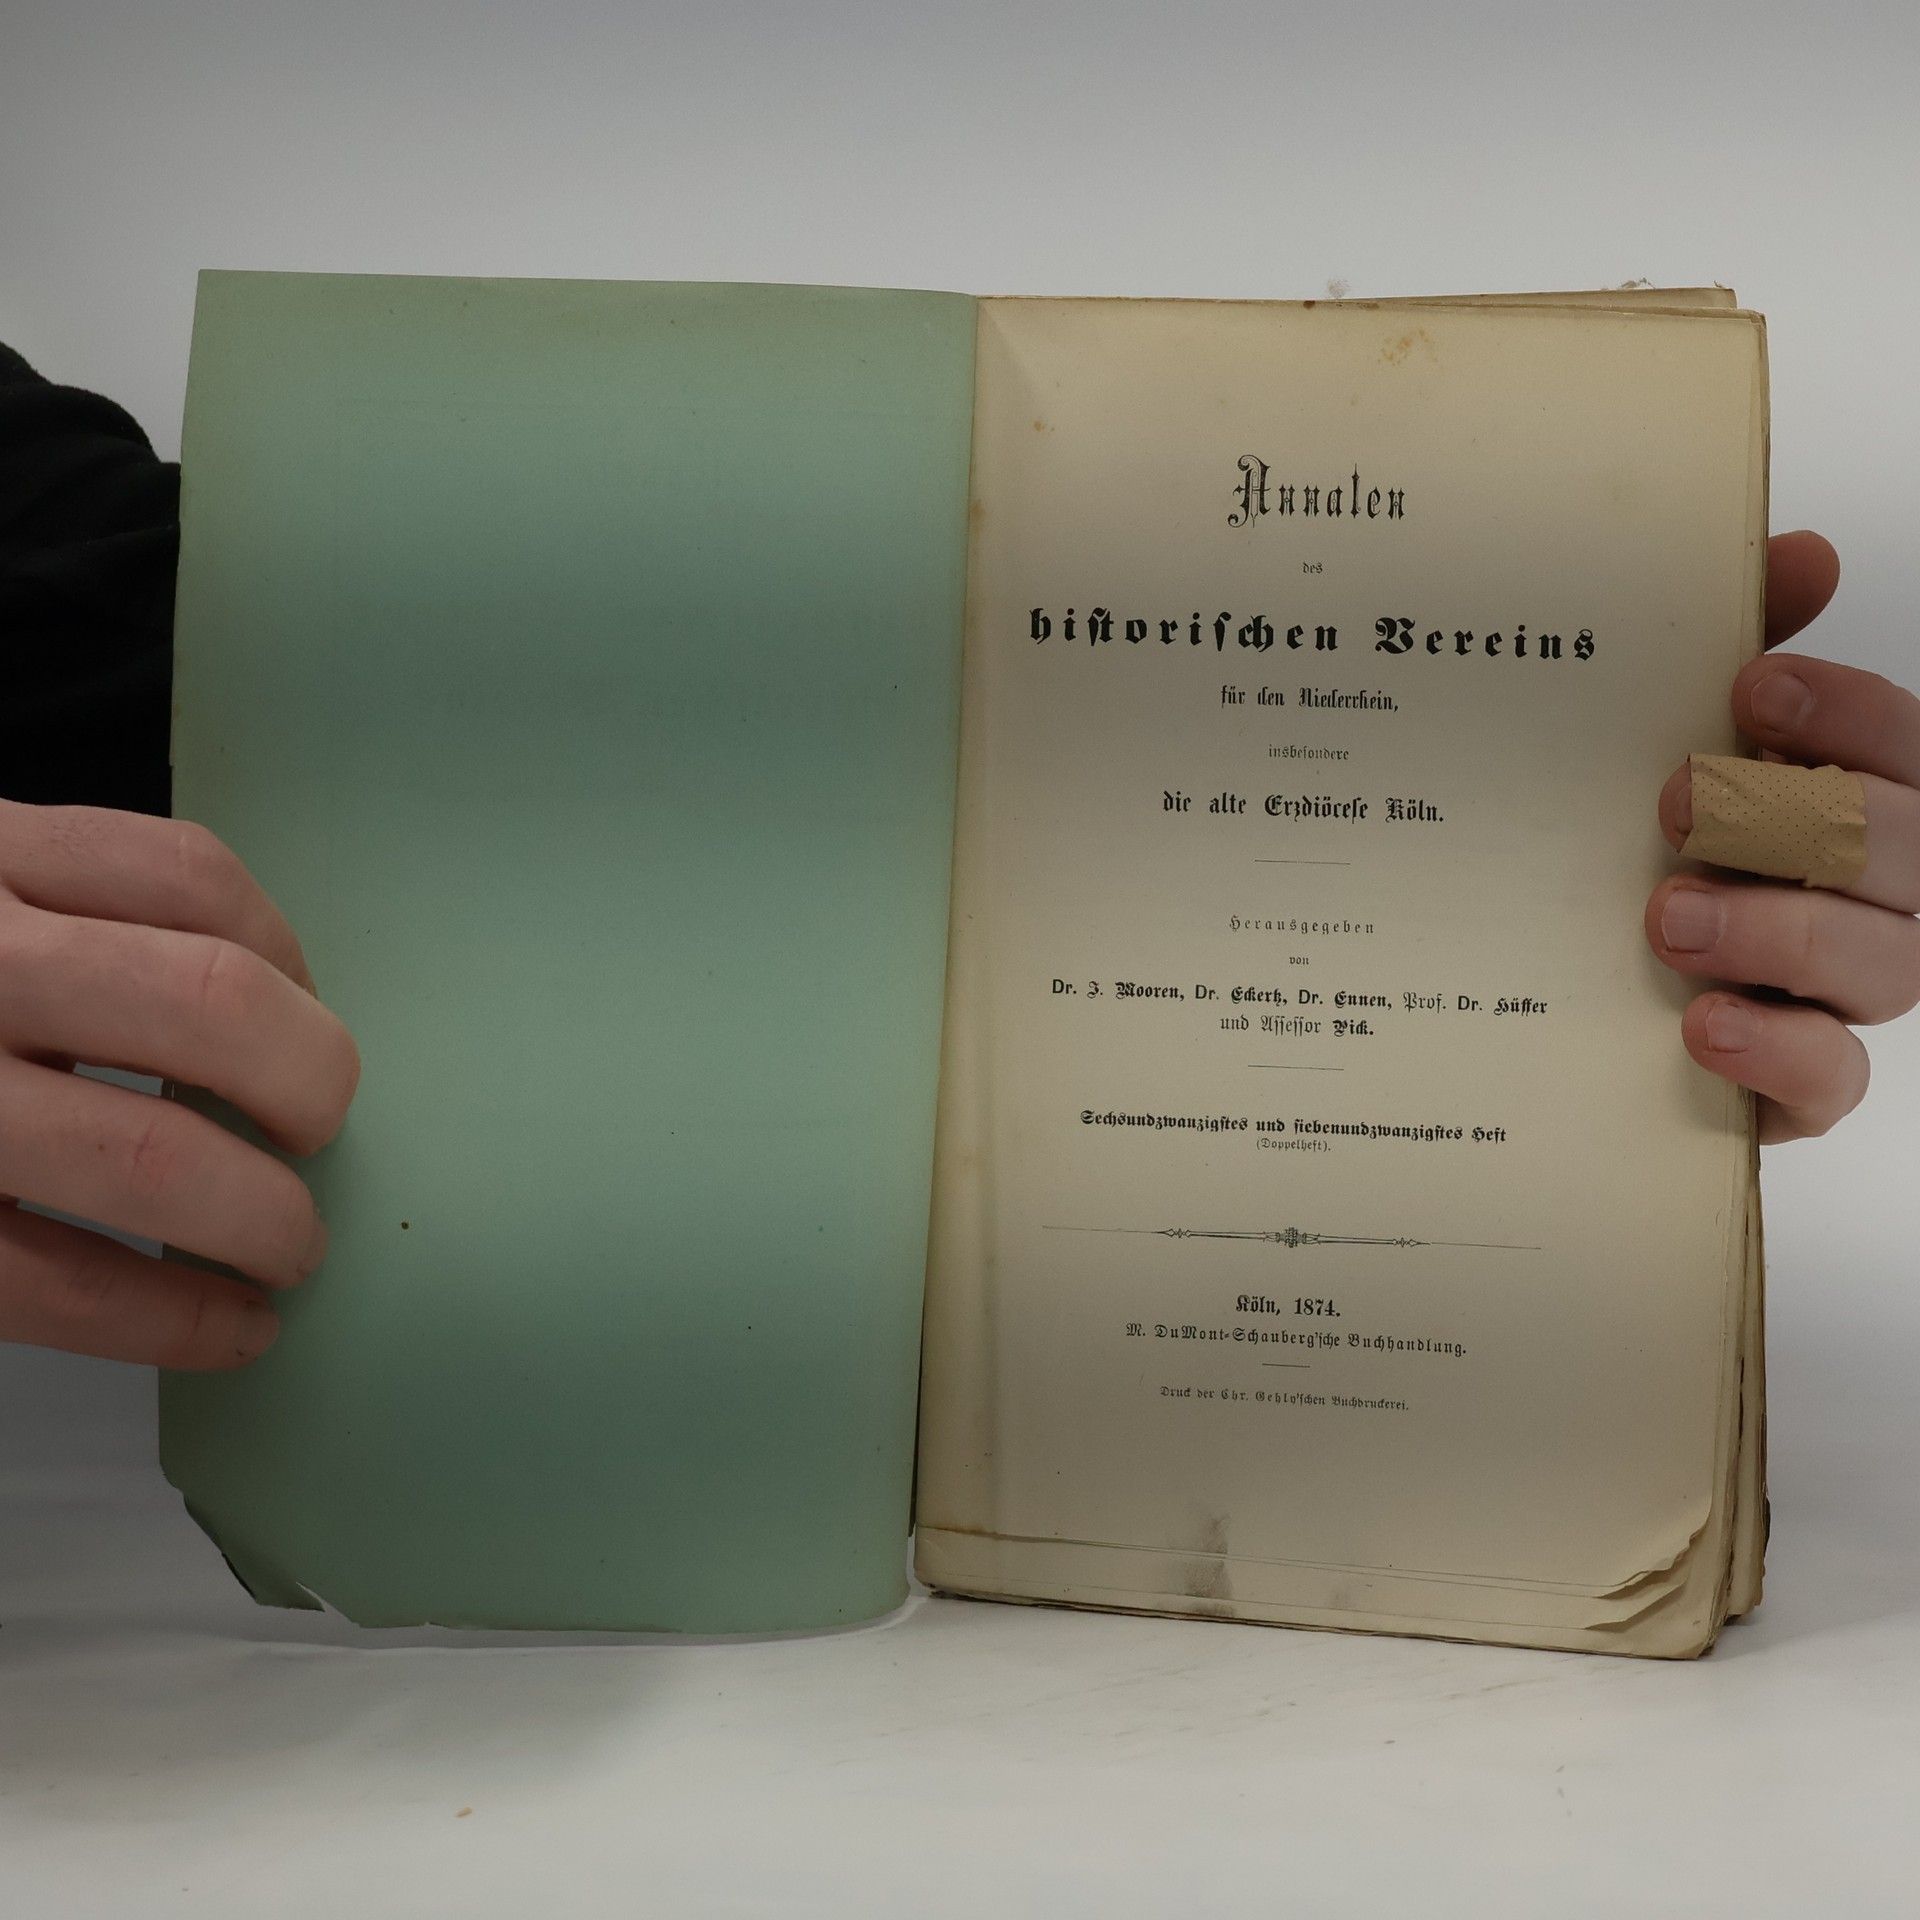 Annalen
des
hiſtoriſchen Vereins
für den Niederrhein,
insbeſondere
die alte Erzdiöceſe Köln.
Herausgegeben
von
Dr. J. Mooren, Dr. Eckertz, Dr. Ennen, Prof. Dr. Hüffer
und Aſſeſſor Pick.
Sechsundzwanzigſtes und ſiebenundzwanzigſtes Heft
(Doppelheft).
Köln, 1874.
M. DuMont-Schauberg'ſche Buchhandlung.
Druck der Chr. Gehly'ſchen Buchdruckerei.